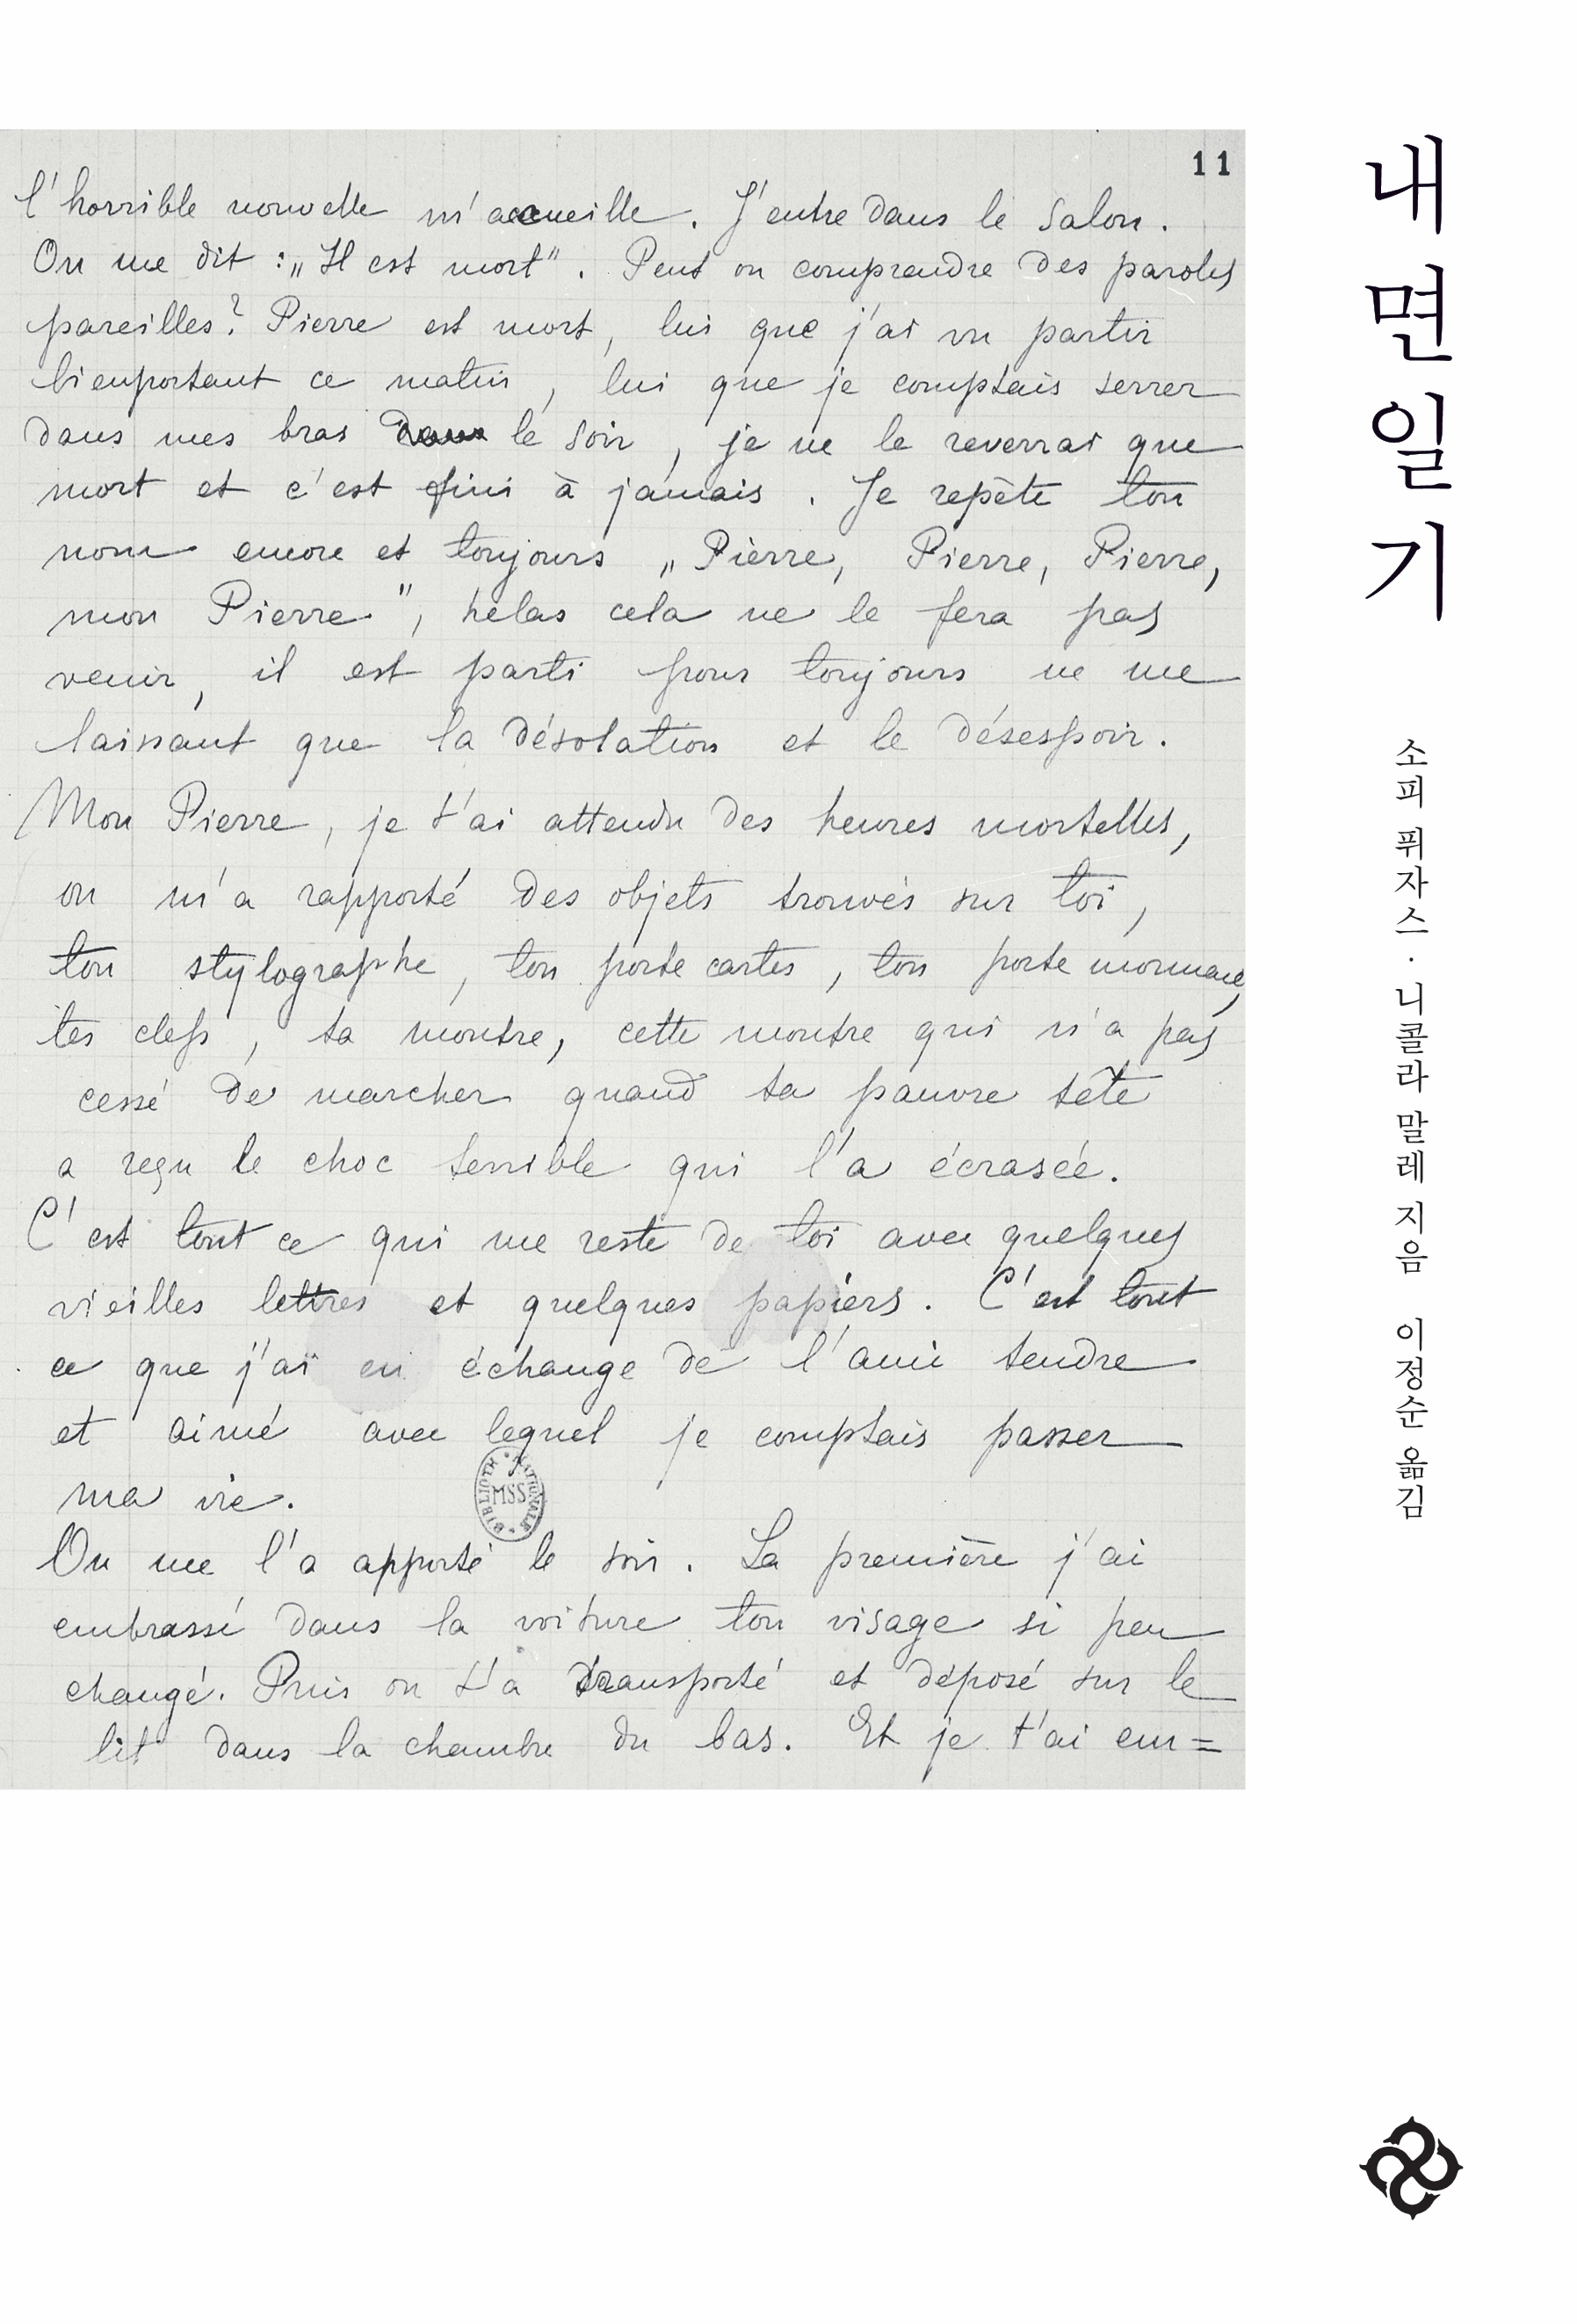 11
l'horrible nouvelle m'accueille. J'entre dans le salon.
On me dit : „Il est mort". Peut on comprendre des paroles
pareilles? Pierre est mort, lui que j'ai vu partir
bienportant ce matin, lui que je comptais serrer
dans mes bras le soir, je ne le reverrai que
mort et c'est fini à jamais. Je repète ton
nom encore et toujours „Pierre, Pierre, Pierre,
mon Pierre", helas cela ne le fera pas
venir, il est parti pour toujours ne me
laissant que la désolation et le désespoir.
Mon Pierre, je t'ai attendu des heures mortelles,
on m'a rapporté des objets trouvés sur toi,
ton stylographe, ton porte cartes, ton porte monnaie,
tes clefs, ta montre, cette montre qui n'a pas
cessé de marcher quand ta pauvre tête
a reçu le choc terrible qui l'a écrasée.
C'est tout ce qui me reste de toi avec quelques
vieilles lettres et quelques papiers. C'est tout
ce que j'ai en échange de l'ami tendre
et aimé avec lequel je comptais passer
ma vie.
BIBLIOTH. NATIONALE MSS
On me l'a apporté le soir. La première j'ai
embrassé dans la voiture ton visage si peu
changé. Puis on t'a transporté et déposé sur le
lit dans la chambre du bas. Et je t'ai em=
내면일기
소피 퓌자스 · 니콜라 말레 지음 이정순 옮김